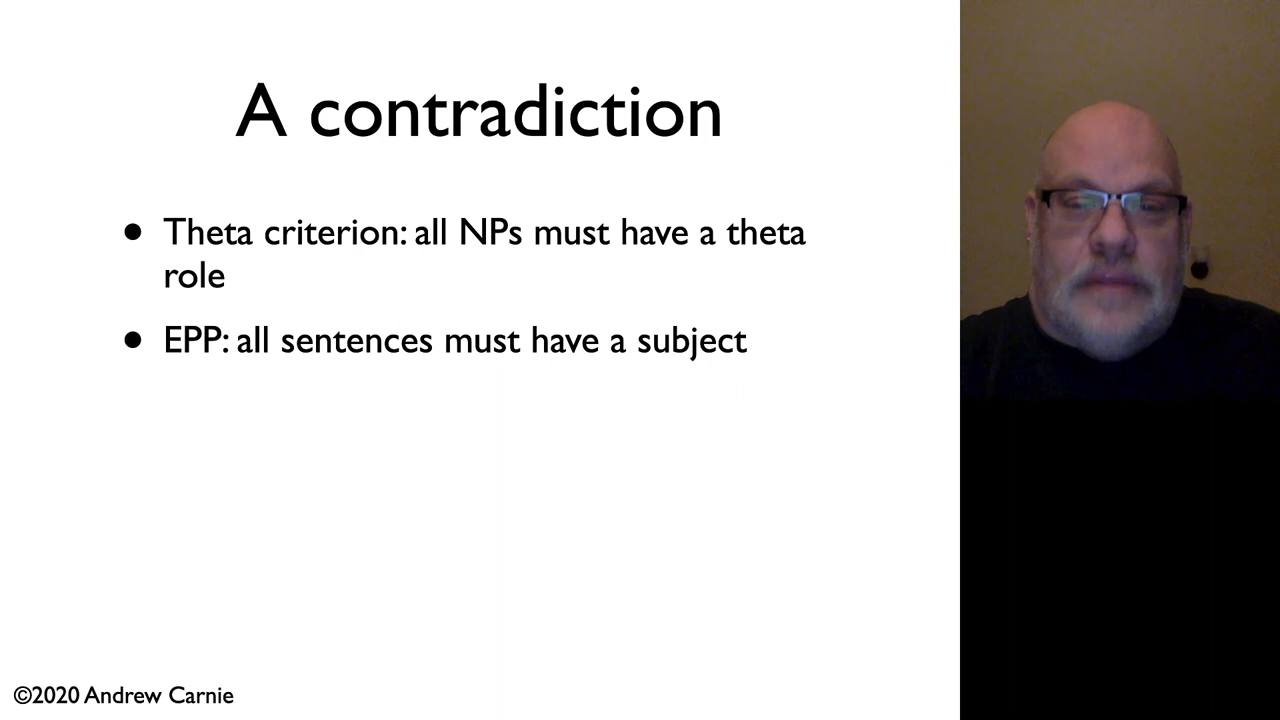 A contradiction
• Theta criterion: all NPs must have a theta
role
• EPP: all sentences must have a subject
©2020 Andrew Carnie